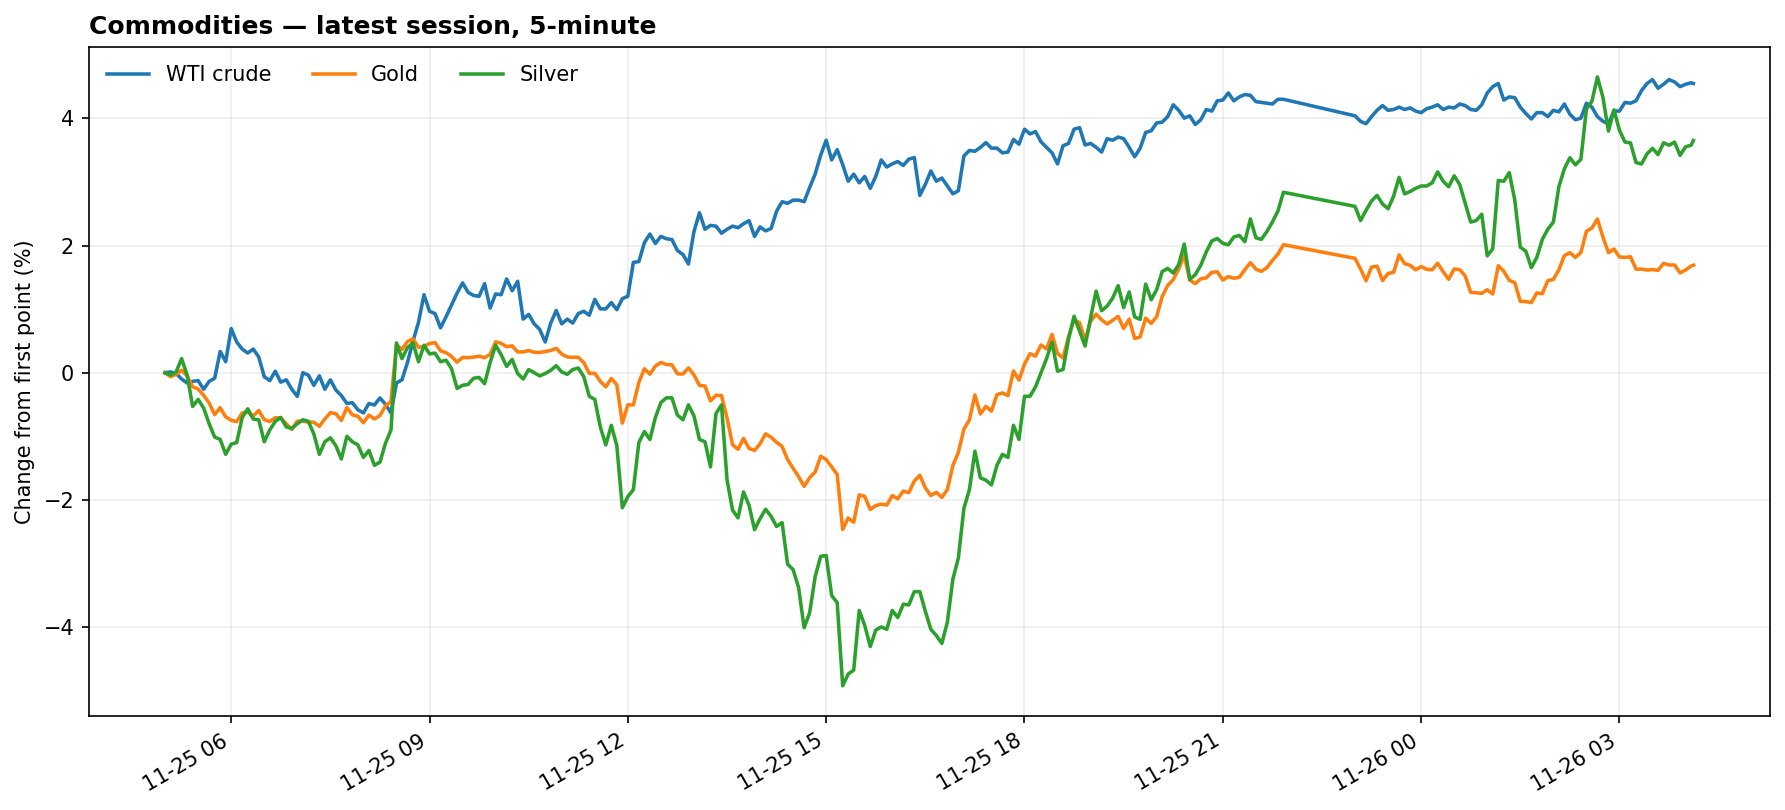 Commodities — latest session, 5-minute
WTI crude
Gold
Silver
Change from first point (%)
4
2
0
−2
−4
11-25 06
11-25 09
11-25 12
11-25 15
11-25 18
11-25 21
11-26 00
11-26 03